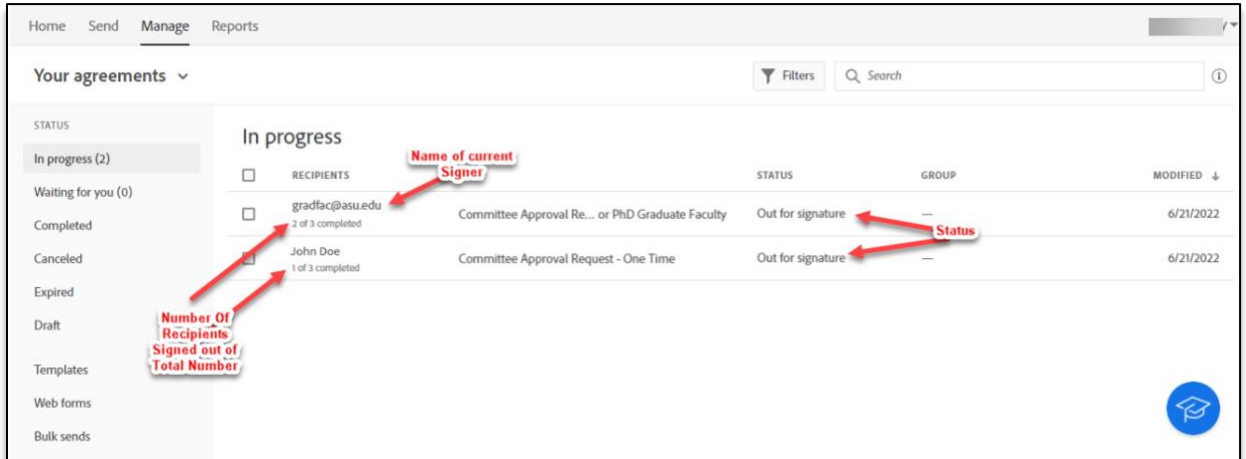 Home Send Manage Reports
Your agreements
Filters
Search
STATUS
In progress (2)
Waiting for you (0)
Completed
Canceled
Expired
Draft
Templates
Web forms
Bulk sends
In progress
Name of current
Signer
RECIPIENTS STATUS GROUP MODIFIED
gradfac@asu.edu Committee Approval Re... or PhD Graduate Faculty Out for signature — 6/21/2022
2 of 3 completed
Status
John Doe Committee Approval Request - One Time Out for signature — 6/21/2022
1 of 3 completed
Number Of
Recipients
Signed out of
Total Number